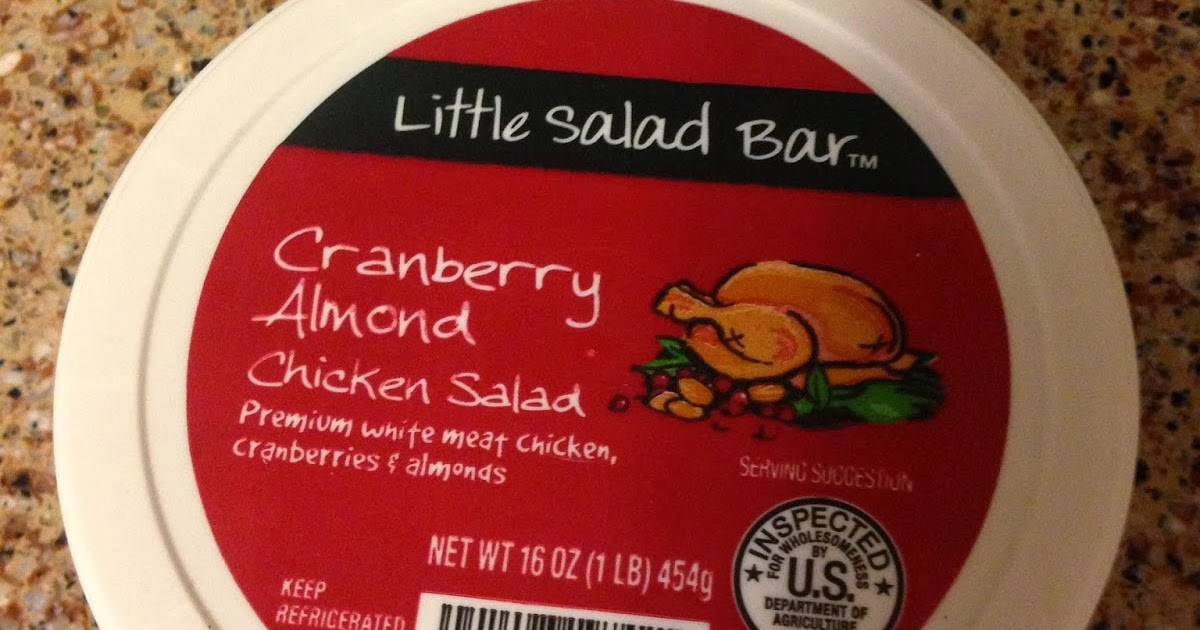 Little Salad Bar™
Cranberry
Almond
Chicken Salad
Premium white meat chicken,
cranberries & almonds
SERVING SUGGESTION
NET WT 16 OZ (1 LB) 454g
KEEP
REFRIGERATED
INSPECTED
FOR WHOLESOMENESS
BY
U.S.
DEPARTMENT OF
AGRICULTURE